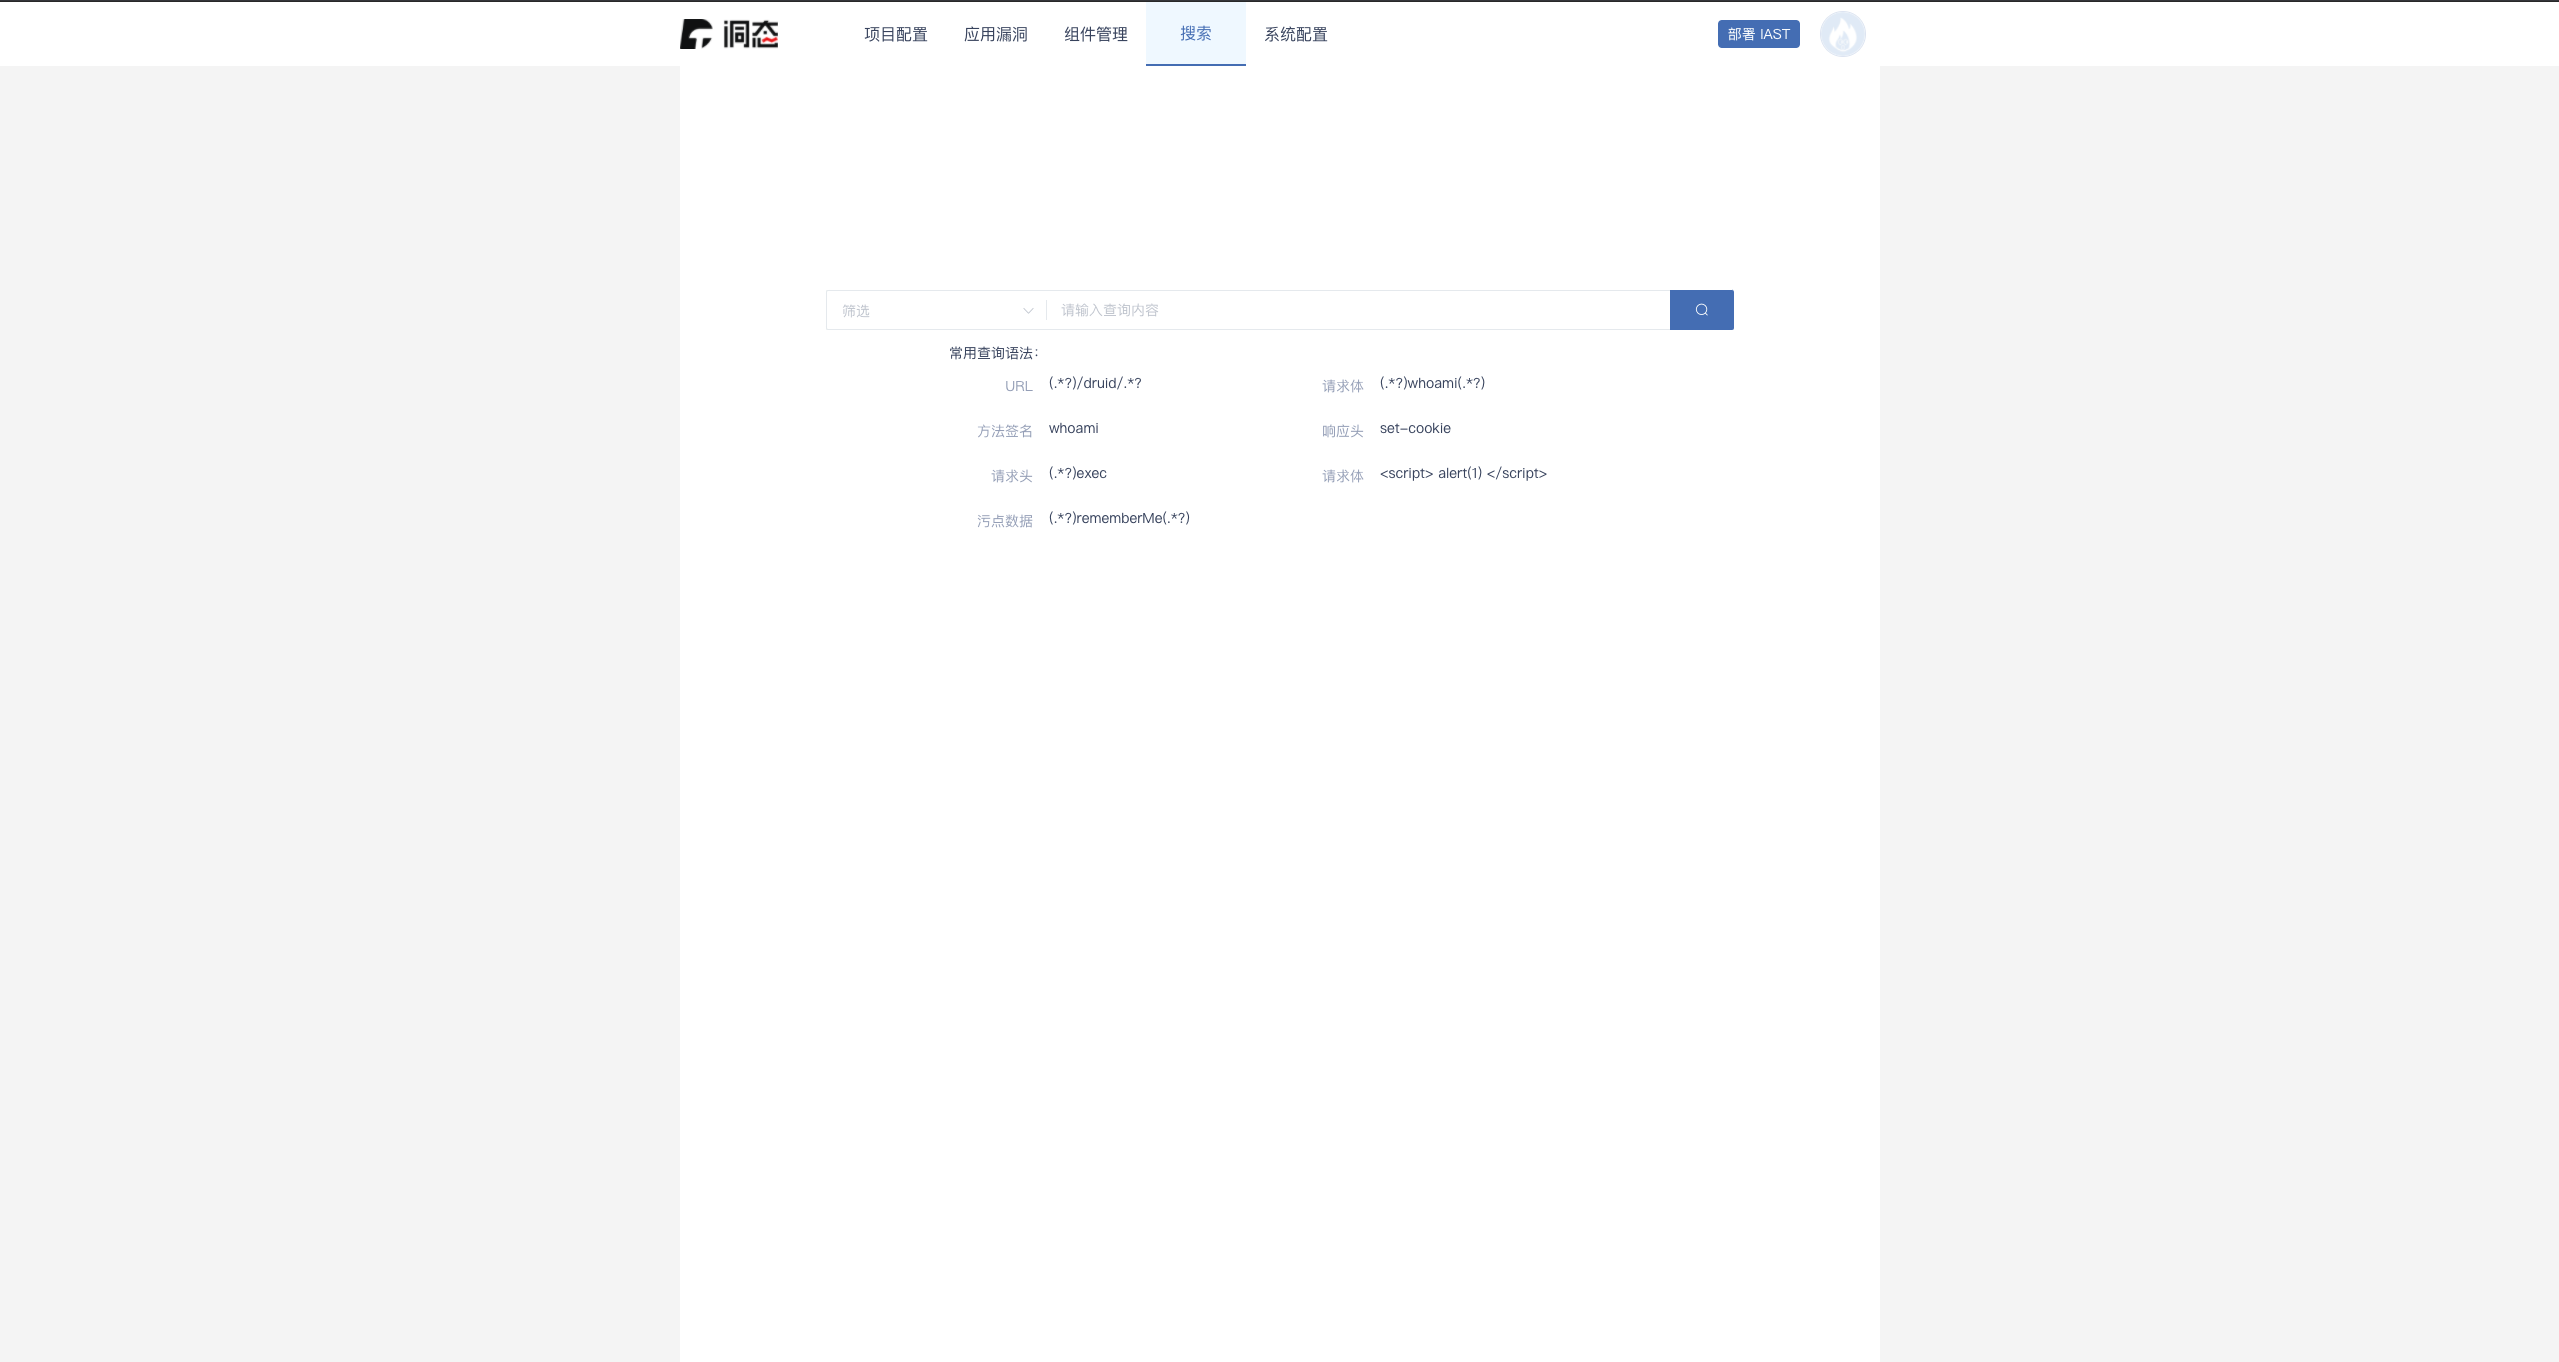 洞态 项目配置 应用漏洞 组件管理 搜索 系统配置 部署 IAST
筛选 请输入查询内容
常用查询语法：
URL (.*?)/druid/.*? 请求体 (.*?)whoami(.*?)
方法签名 whoami 响应头 set-cookie
请求头 (.*?)exec 请求体 <script> alert(1) </script>
污点数据 (.*?)rememberMe(.*?)